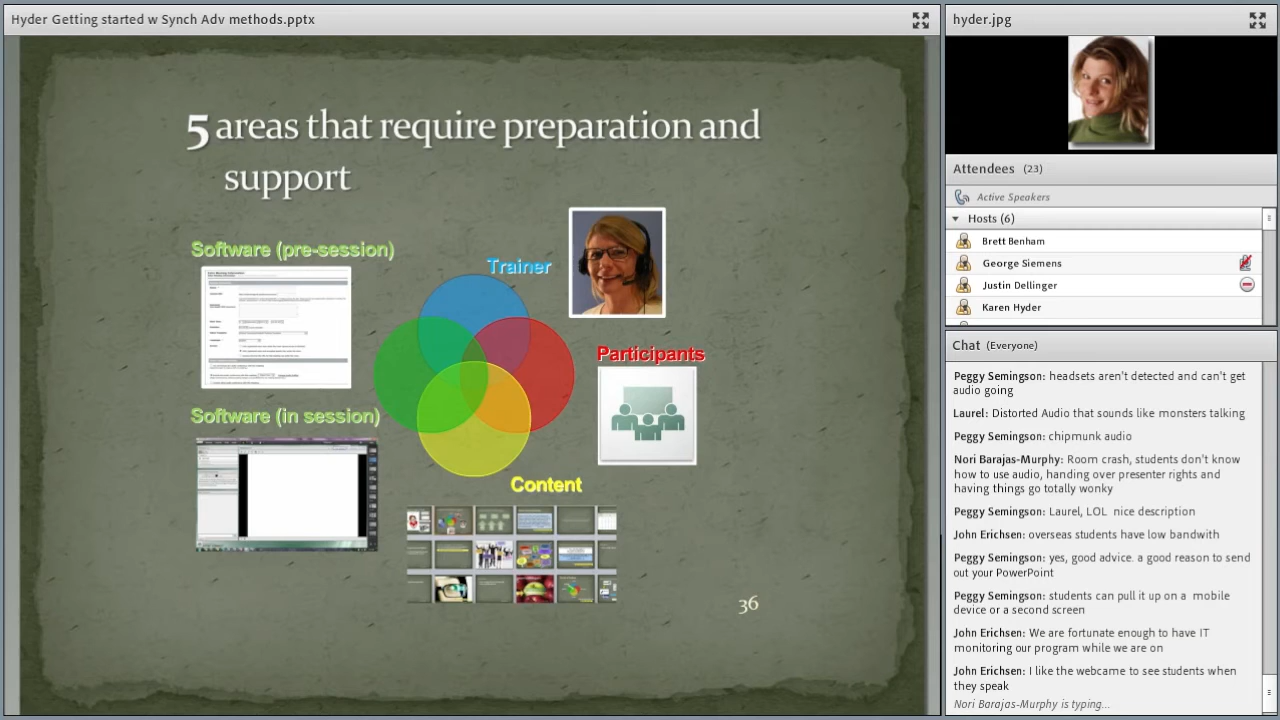 Hyder Getting started w Synch Adv methods.pptx
5 areas that require preparation and
support
Software (pre-session)
Trainer
Participants
Software (in session)
Content
36
hyder.jpg
Attendees (23)
Active Speakers
Hosts (6)
Brett Benham
George Siemens
Justin Dellinger
Karen Hyder
Chat (Everyone)
Peggy Semingson: headsets aren't detected and can't get
audio going
Laurel: Distorted Audio that sounds like monsters talking
Peggy Semingson: chipmunk audio
Nori Barajas-Murphy: Room crash, students don't know
how to use audio, handing over presenter rights and
having things go totally wonky
Peggy Semingson: Laurel, LOL nice description
John Erichsen: overseas students have low bandwith
Peggy Semingson: yes, good advice. a good reason to send
out your PowerPoint
Peggy Semingson: students can pull it up on a mobile
device or a second screen
John Erichsen: We are fortunate enough to have IT
monitoring our program while we are on
John Erichsen: I like the webcame to see students when
they speak
Nori Barajas-Murphy is typing...